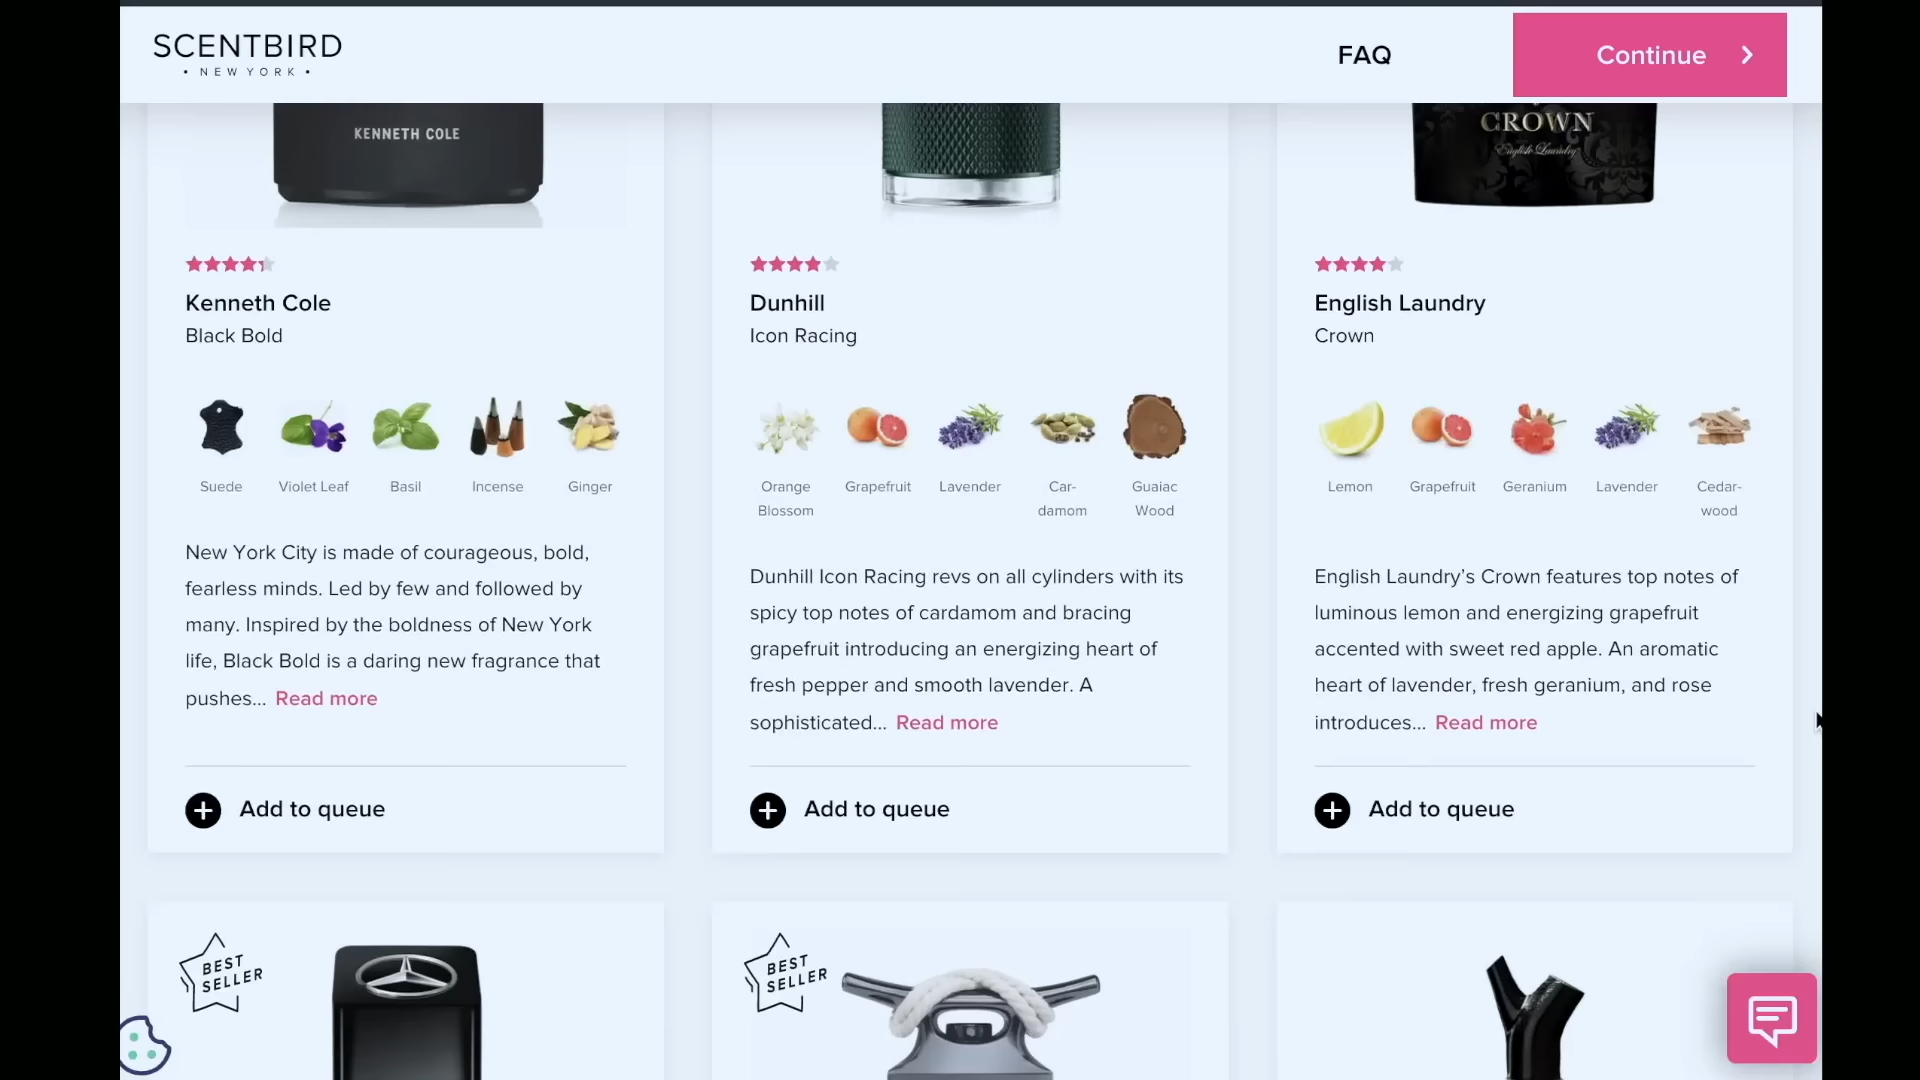 SCENTBIRD
• NEW YORK •
FAQ
Continue
KENNETH COLE
CROWN
English Laundry
Kenneth Cole
Black Bold
Suede
Violet Leaf
Basil
Incense
Ginger
New York City is made of courageous, bold,
fearless minds. Led by few and followed by
many. Inspired by the boldness of New York
life, Black Bold is a daring new fragrance that
pushes... Read more
Add to queue
Dunhill
Icon Racing
Orange
Blossom
Grapefruit
Lavender
Car-
damom
Guaiac
Wood
Dunhill Icon Racing revs on all cylinders with its
spicy top notes of cardamom and bracing
grapefruit introducing an energizing heart of
fresh pepper and smooth lavender. A
sophisticated... Read more
Add to queue
English Laundry
Crown
Lemon
Grapefruit
Geranium
Lavender
Cedar-
wood
English Laundry’s Crown features top notes of
luminous lemon and energizing grapefruit
accented with sweet red apple. An aromatic
heart of lavender, fresh geranium, and rose
introduces... Read more
Add to queue
BEST
SELLER
BEST
SELLER